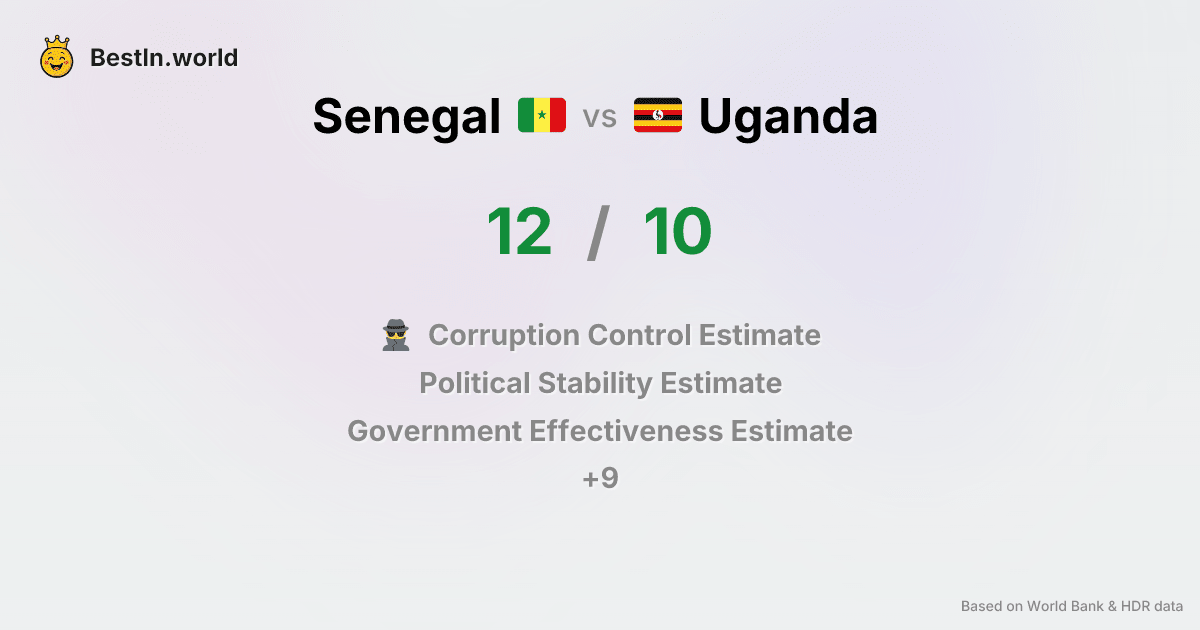 BestIn.world
Senegal vs Uganda
12 / 10
Corruption Control Estimate
Political Stability Estimate
Government Effectiveness Estimate
+9
Based on World Bank & HDR data